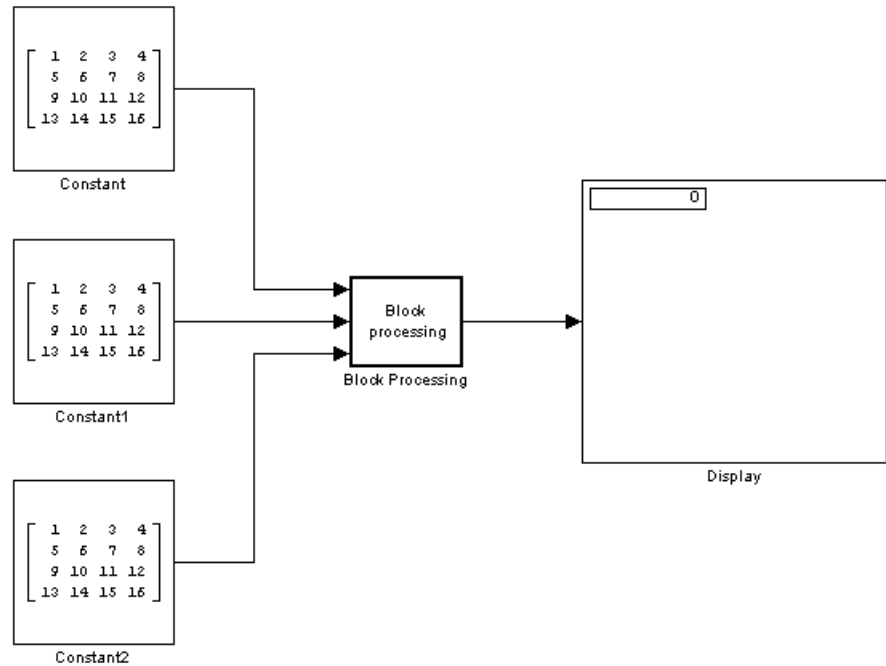 1 2 3 4
5 6 7 8
9 10 11 12
13 14 15 16
Constant
1 2 3 4
5 6 7 8
9 10 11 12
13 14 15 16
Constant1
1 2 3 4
5 6 7 8
9 10 11 12
13 14 15 16
Constant2
Block
processing
Block Processing
0
Display